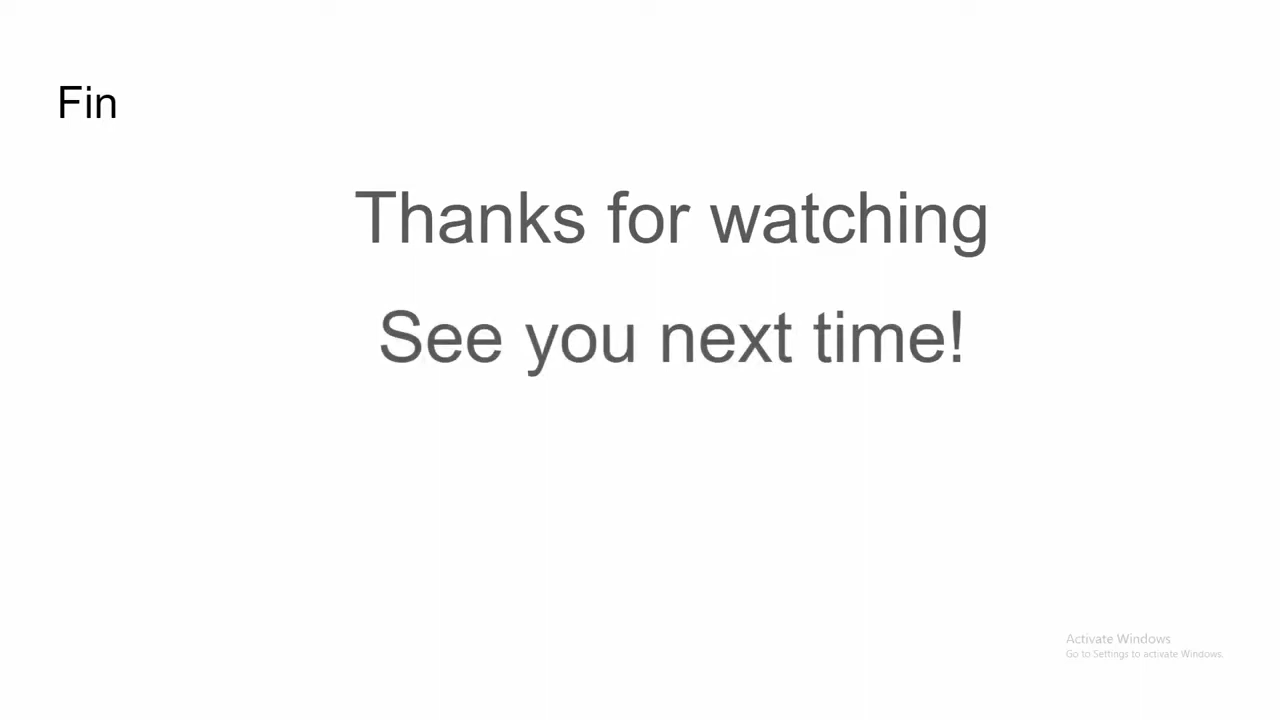 Fin
Thanks for watching
See you next time!
Activate Windows
Go to Settings to activate Windows.